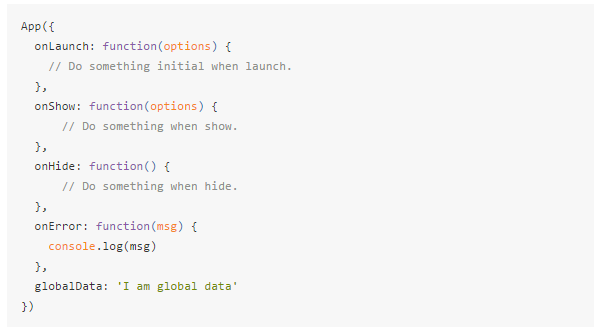 App({
  onLaunch: function(options) {
    // Do something initial when launch.
  },
  onShow: function(options) {
      // Do something when show.
  },
  onHide: function() {
      // Do something when hide.
  },
  onError: function(msg) {
    console.log(msg)
  },
  globalData: 'I am global data'
})